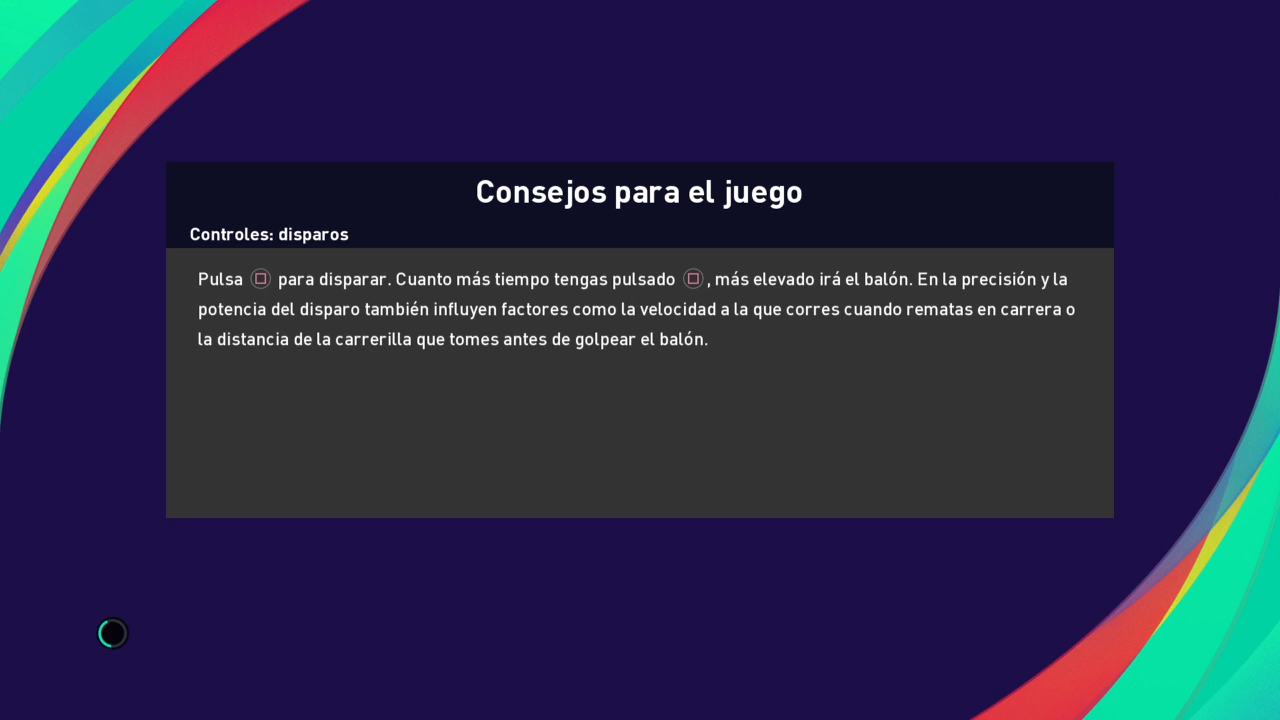 Consejos para el juego
Controles: disparos
Pulsa para disparar. Cuanto más tiempo tengas pulsado , más elevado irá el balón. En la precisión y la
potencia del disparo también influyen factores como la velocidad a la que corres cuando rematas en carrera o
la distancia de la carrerilla que tomes antes de golpear el balón.